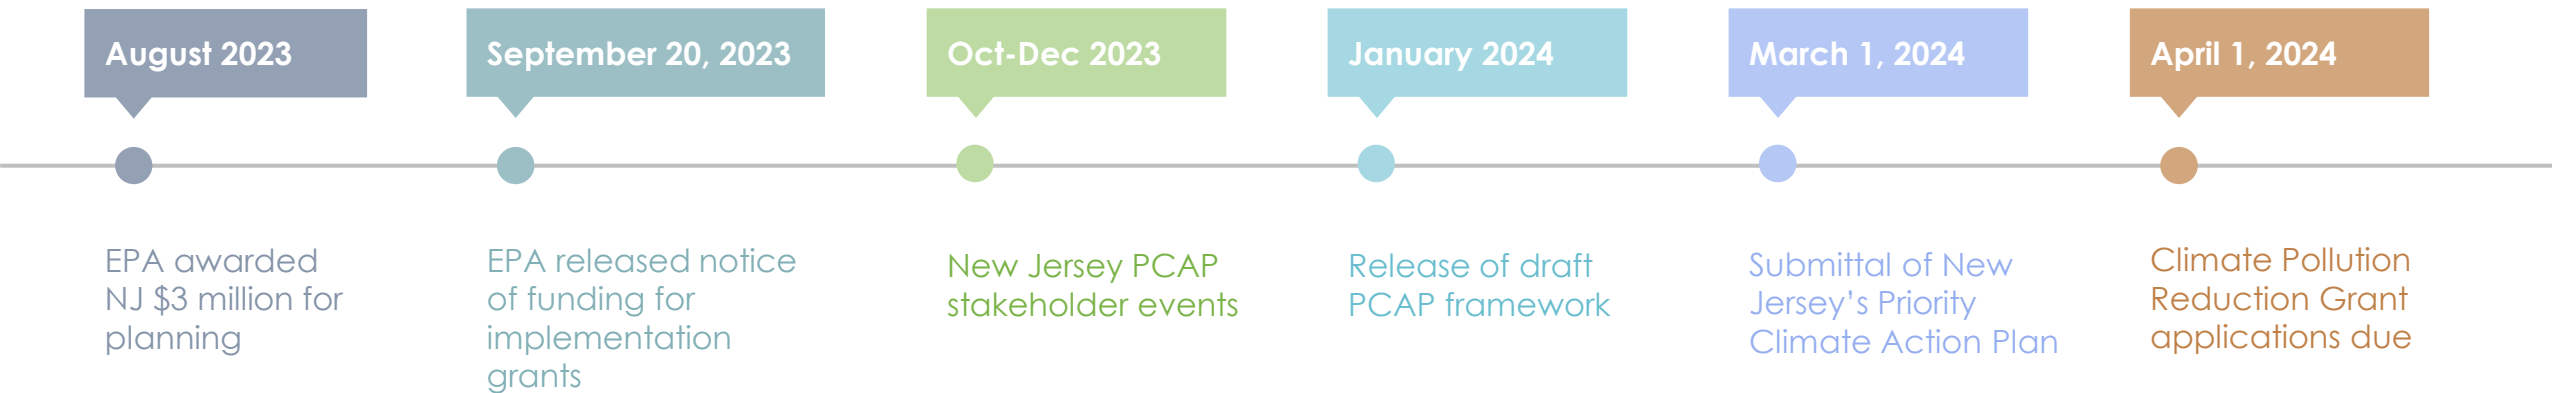 August 2023
EPA awarded
NJ $3 million for
planning
September 20, 2023
EPA released notice
of funding for
implementation
grants
Oct-Dec 2023
New Jersey PCAP
stakeholder events
January 2024
Release of draft
PCAP framework
March 1, 2024
Submittal of New
Jersey’s Priority
Climate Action Plan
April 1, 2024
Climate Pollution
Reduction Grant
applications due